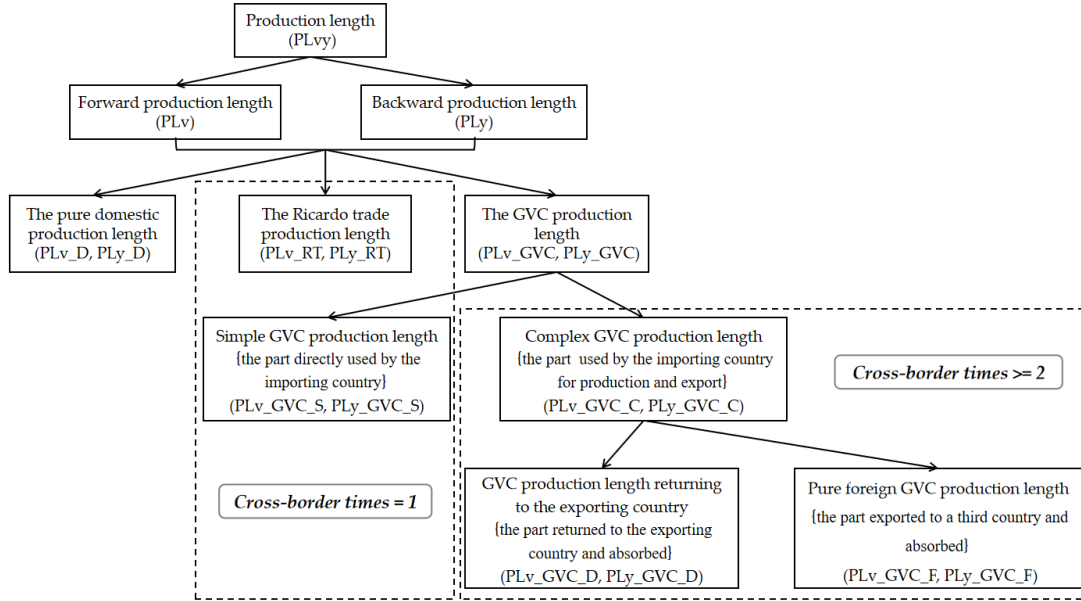 Production length
(PLvy)
Forward production length
(PLv)
Backward production length
(PLy)
The pure domestic
production length
(PLv_D, PLy_D)
The Ricardo trade
production length
(PLv_RT, PLy_RT)
The GVC production
length
(PLv_GVC, PLy_GVC)
Simple GVC production length
{the part directly used by the
importing country}
(PLv_GVC_S, PLy_GVC_S)
Complex GVC production length
{the part used by the importing country
for production and export}
(PLv_GVC_C, PLy_GVC_C)
Cross-border times >= 2
Cross-border times = 1
GVC production length returning
to the exporting country
{the part returned to the exporting
country and absorbed}
(PLv_GVC_D, PLy_GVC_D)
Pure foreign GVC production length
{the part exported to a third country and
absorbed}
(PLv_GVC_F, PLy_GVC_F)